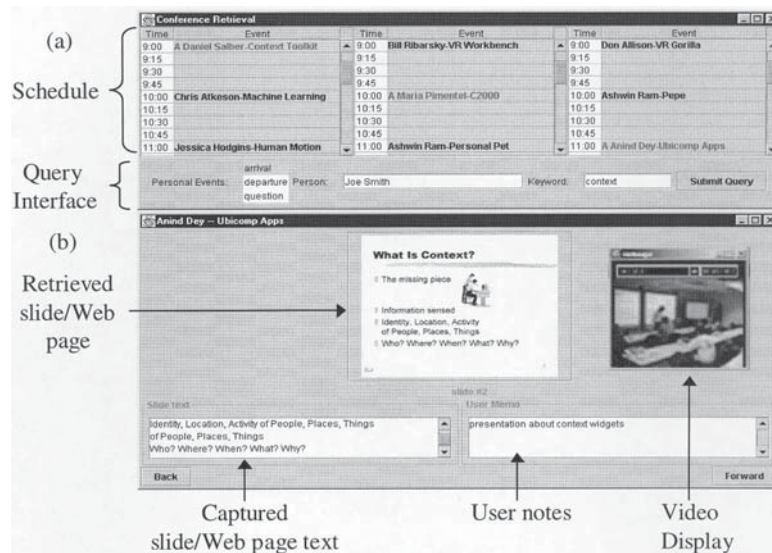 Conference Retrieval
(a)
Time Event Time Event Time Event
9:00 A Daniel Salber-Context Toolkit 9:00 Bill Ribarsky-VR Workbench 9:00 Don Allison-VR Gorilla
9:15 9:15 9:15
9:30 9:30 9:30
9:45 9:45 9:45
Schedule
10:00 Chris Atkeson-Machine Learning 10:00 A Maria Pimentel-C2000 10:00 Ashwin Ram-Pepe
10:15 10:15 10:15
10:30 10:30 10:30
10:45 10:45 10:45
11:00 Jessica Hodgins-Human Motion 11:00 Ashwin Ram-Personal Pet 11:00 A Anind Dey-Ubicomp Apps
Query
Interface
arrival
Personal Events: departure Person: Joe Smith Keyword: context Submit Query
question
(b)
Anind Dey -- Ubicomp Apps
Retrieved
slide/Web
page
What Is Context?
The missing piece
Information sensed
Identity, Location, Activity
of People, Places, Things
Who? Where? When? What? Why?
slide #2
Slide text User Memo
Identity, Location, Activity of People, Places, Things
of People, Places, Things
Who? Where? When? What? Why?
presentation about context widgets
Back Forward
Captured
slide/Web page text
User notes
Video
Display